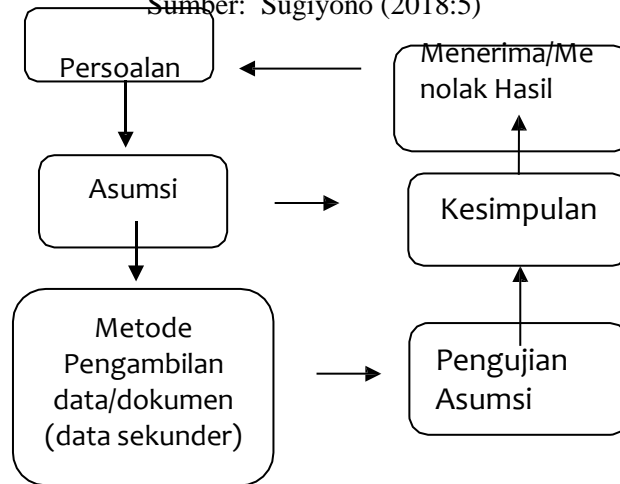 Sumber: Sugiyono (2018:5)
Persoalan
Menerima/Me
nolak Hasil
Asumsi
Kesimpulan
Metode
Pengambilan
data/dokumen
(data sekunder)
Pengujian
Asumsi